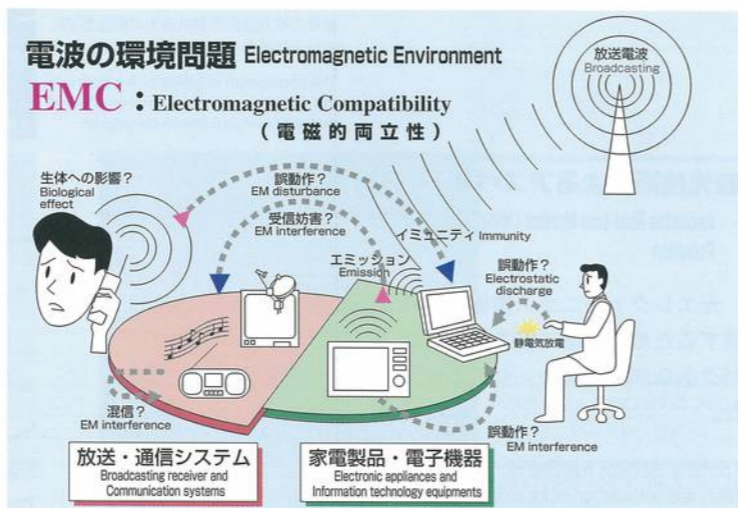 電波の環境問題 Electromagnetic Environment
EMC : Electromagnetic Compatibility
(電磁的両立性)
放送電波
Broadcasting
生体への影響?
Biological
effect
誤動作?
EM disturbance
受信妨害?
EM interference
イミュニティ Immunity
エミッション
Emission
誤動作?
Electrostatic
discharge
静電気放電
混信?
EM interference
誤動作?
EM interference
放送・通信システム
Broadcasting receiver and
Communication systems
家電製品・電子機器
Electronic appliances and
Information technology equipments